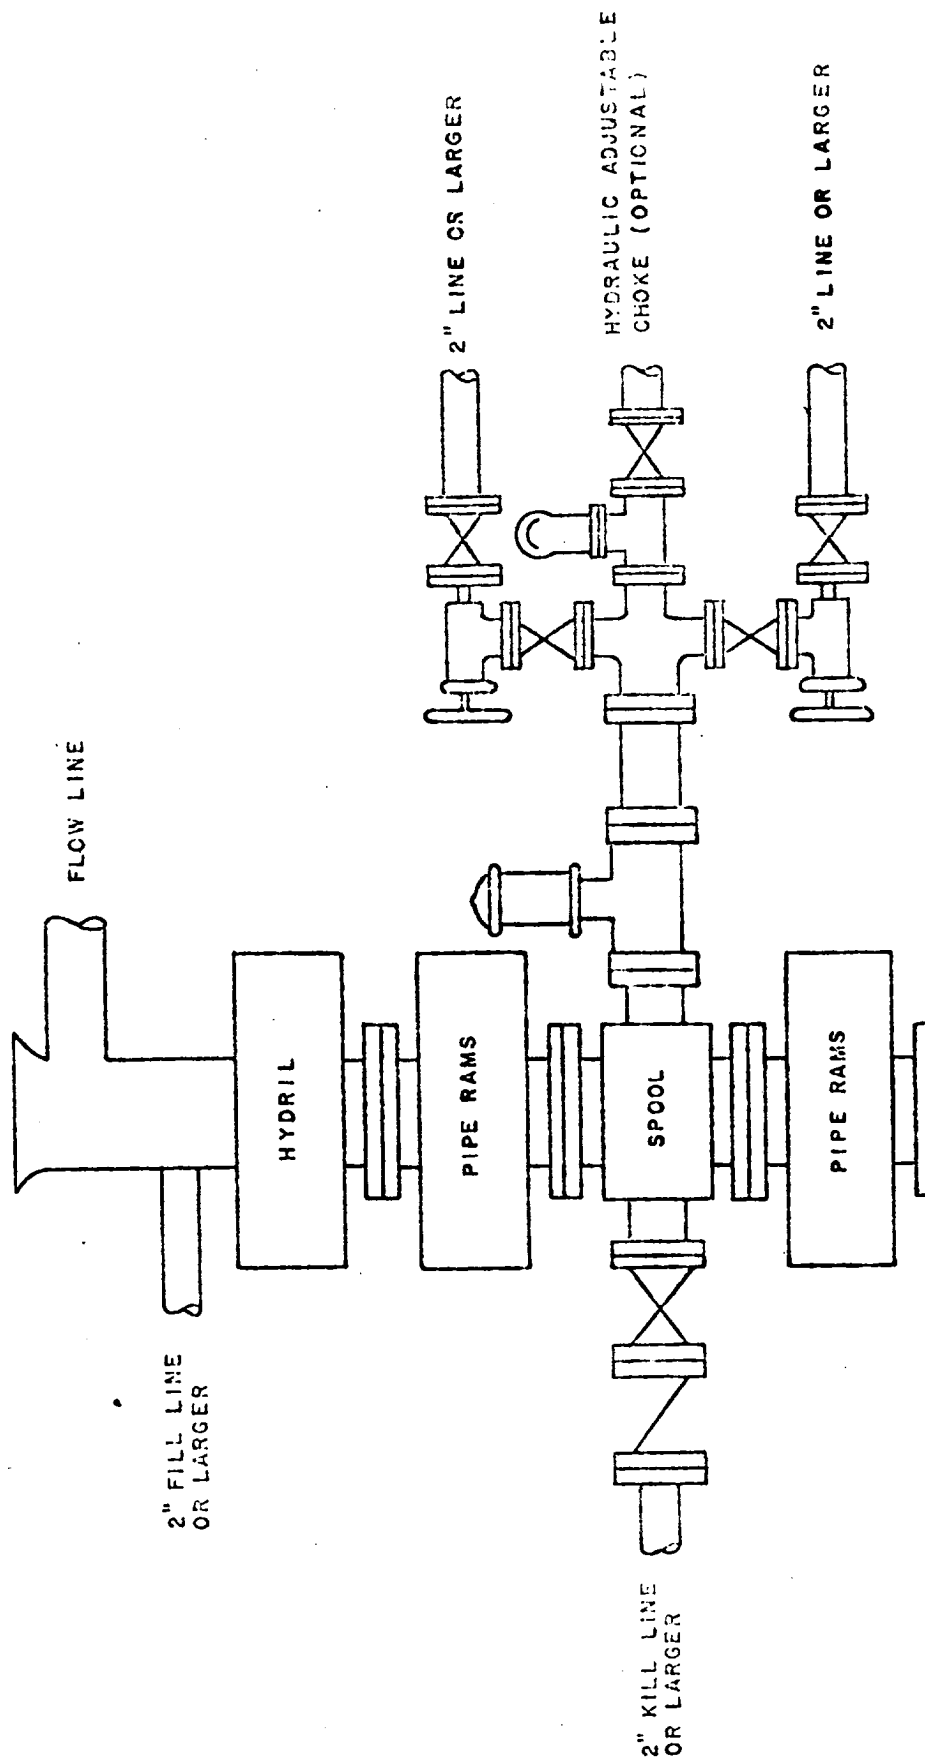 FLOW LINE
2" FILL LINE
OR LARGER
HYDRIL
PIPE RAMS
2" LINE OR LARGER
HYDRAULIC ADJUSTABLE
CHOKE (OPTIONAL)
SPOOL
2" KILL LINE
OR LARGER
PIPE RAMS
2" LINE OR LARGER